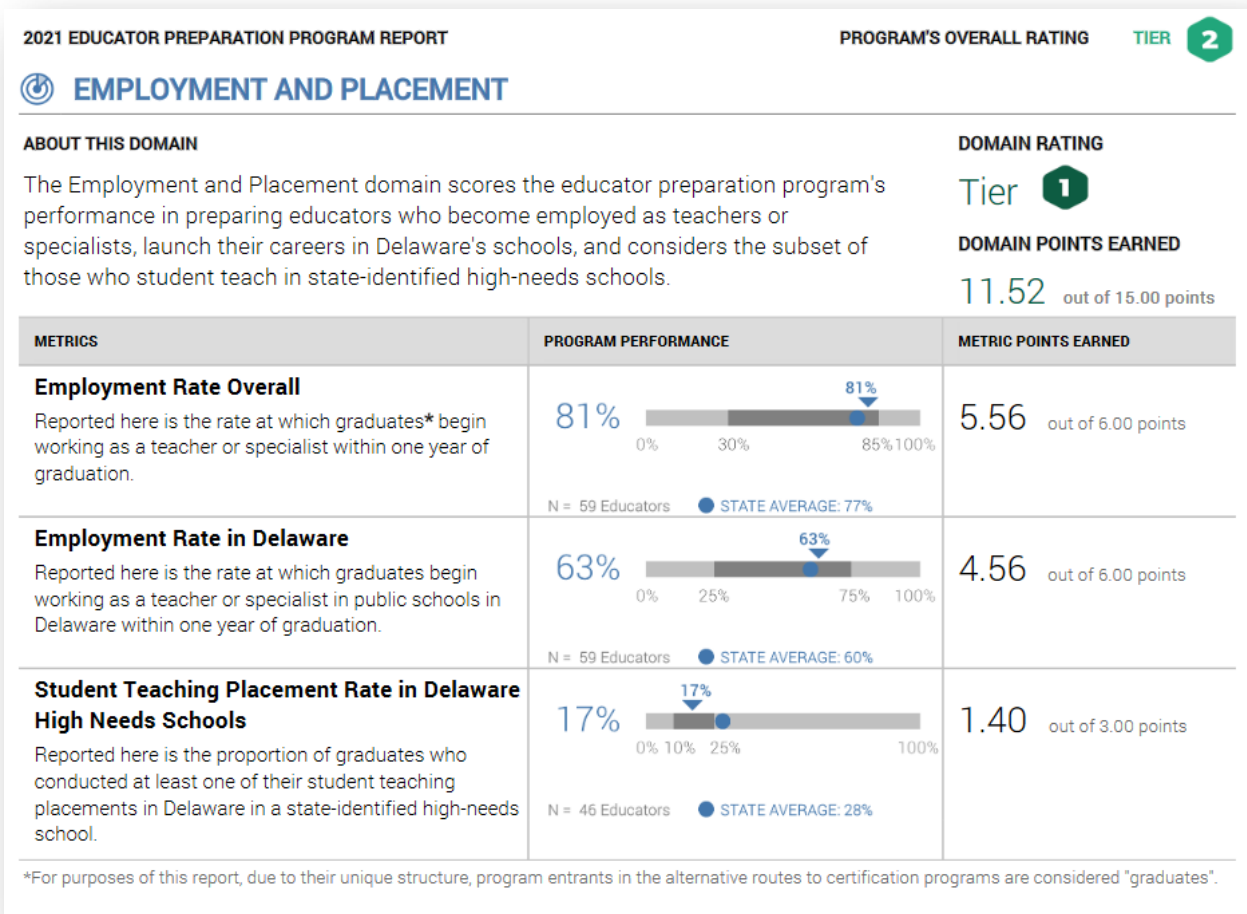 2021 EDUCATOR PREPARATION PROGRAM REPORT
PROGRAM'S OVERALL RATING TIER 2
EMPLOYMENT AND PLACEMENT
ABOUT THIS DOMAIN
The Employment and Placement domain scores the educator preparation program's
performance in preparing educators who become employed as teachers or
specialists, launch their careers in Delaware's schools, and considers the subset of
those who student teach in state-identified high-needs schools.
DOMAIN RATING
Tier 1
DOMAIN POINTS EARNED
11.52 out of 15.00 points
METRICS PROGRAM PERFORMANCE METRIC POINTS EARNED
Employment Rate Overall
Reported here is the rate at which graduates* begin
working as a teacher or specialist within one year of
graduation.
81%
81%
0% 30% 85% 100%
N = 59 Educators STATE AVERAGE: 77%
5.56 out of 6.00 points
Employment Rate in Delaware
Reported here is the rate at which graduates begin
working as a teacher or specialist in public schools in
Delaware within one year of graduation.
63%
63%
0% 25% 75% 100%
N = 59 Educators STATE AVERAGE: 60%
4.56 out of 6.00 points
Student Teaching Placement Rate in Delaware
High Needs Schools
Reported here is the proportion of graduates who
conducted at least one of their student teaching
placements in Delaware in a state-identified high-needs
school.
17%
17%
0% 10% 25% 100%
N = 46 Educators STATE AVERAGE: 28%
1.40 out of 3.00 points
*For purposes of this report, due to their unique structure, program entrants in the alternative routes to certification programs are considered "graduates".